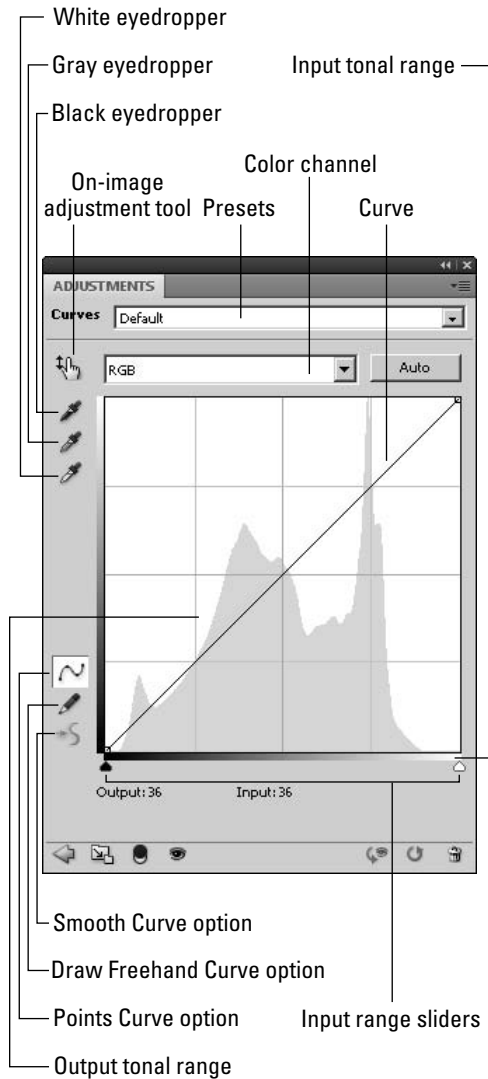 White eyedropper
Gray eyedropper
Input tonal range
Black eyedropper
Color channel
On-image
adjustment tool
Presets
Curve
ADJUSTMENTS
Curves
Default
RGB
Auto
Output: 36
Input: 36
Smooth Curve option
Draw Freehand Curve option
Points Curve option
Input range sliders
Output tonal range